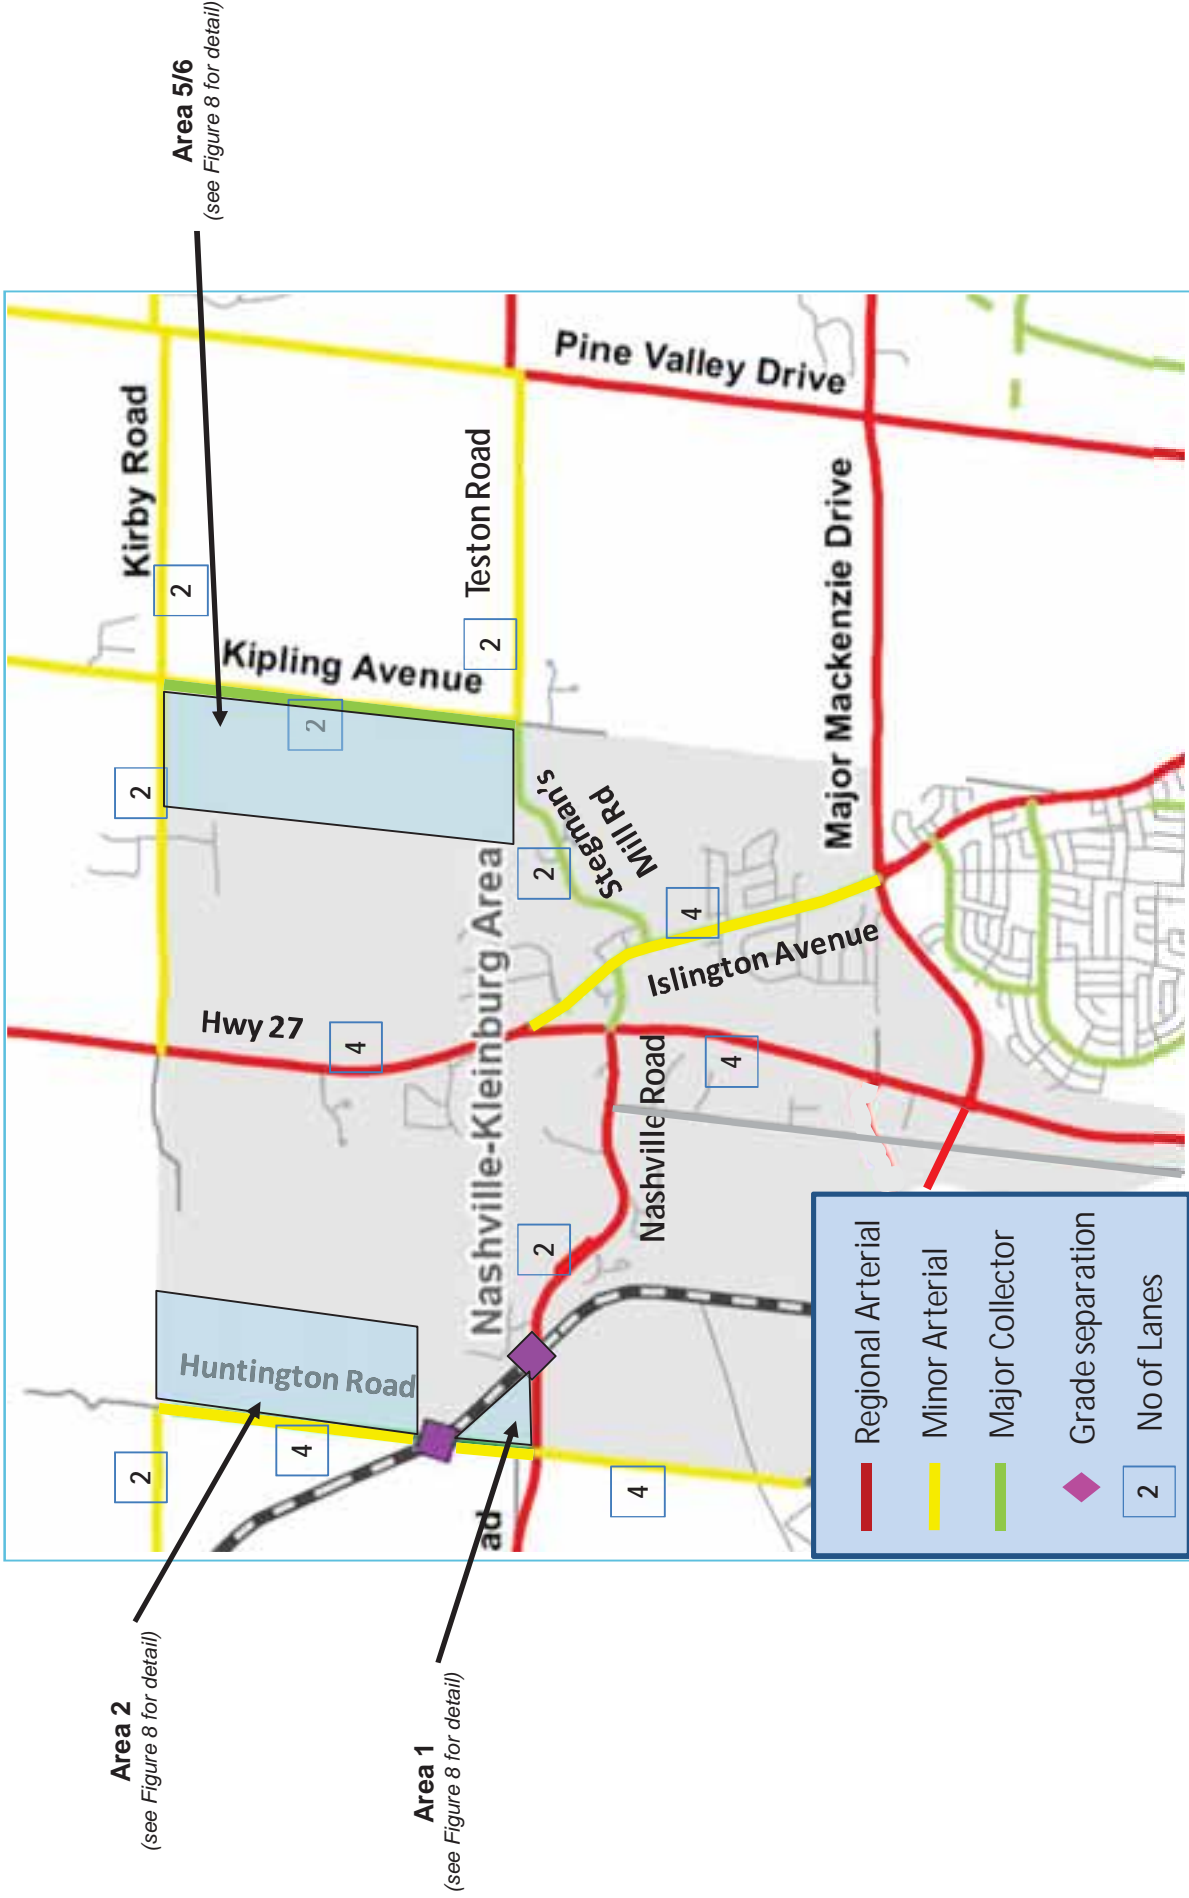 Area 5/6
(see Figure 8 for detail)
Kirby Road
2
2
2
Kipling Avenue
2
Teston Road
2
Pine Valley Drive
Stegman's
Mill Rd
2
4
Islington Avenue
Major Mackenzie Drive
Hwy 27
4
4
Nashville-Kleinburg Area
Nashville Road
2
Huntington Road
4
4
ad
Area 2
(see Figure 8 for detail)
Area 1
(see Figure 8 for detail)
Regional Arterial
Minor Arterial
Major Collector
Grade separation
2
No of Lanes